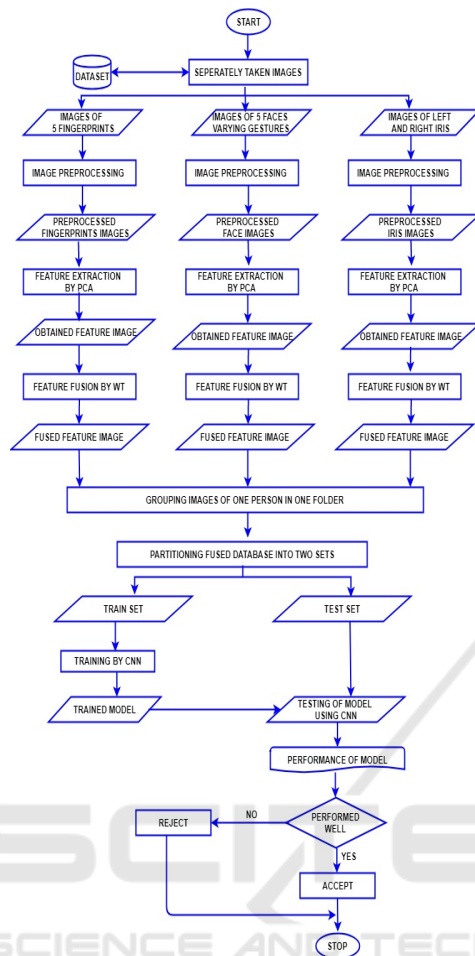 START
DATASET
SEPERATELY TAKEN IMAGES
IMAGES OF
5 FINGERPRINTS
IMAGES OF 5 FACES
VARYING GESTURES
IMAGES OF LEFT
AND RIGHT IRIS
IMAGE PREPROCESSING
IMAGE PREPROCESSING
IMAGE PREPROCESSING
PREPROCESSED
FINGERPRINTS IMAGES
PREPROCESSED
FACE IMAGES
PREPROCESSED
IRIS IMAGES
FEATURE EXTRACTION
BY PCA
FEATURE EXTRACTION
BY PCA
FEATURE EXTRACTION
BY PCA
OBTAINED FEATURE IMAGE
OBTAINED FEATURE IMAGE
OBTAINED FEATURE IMAGE
FEATURE FUSION BY WT
FEATURE FUSION BY WT
FEATURE FUSION BY WT
FUSED FEATURE IMAGE
FUSED FEATURE IMAGE
FUSED FEATURE IMAGE
GROUPING IMAGES OF ONE PERSON IN ONE FOLDER
PARTITIONING FUSED DATABASE INTO TWO SETS
TRAIN SET
TEST SET
TRAINING BY CNN
TRAINED MODEL
TESTING OF MODEL
USING CNN
PERFORMANCE OF MODEL
REJECT
NO
PERFORMED
WELL
YES
ACCEPT
STOP
SCITE
SCIENCE AND TECH